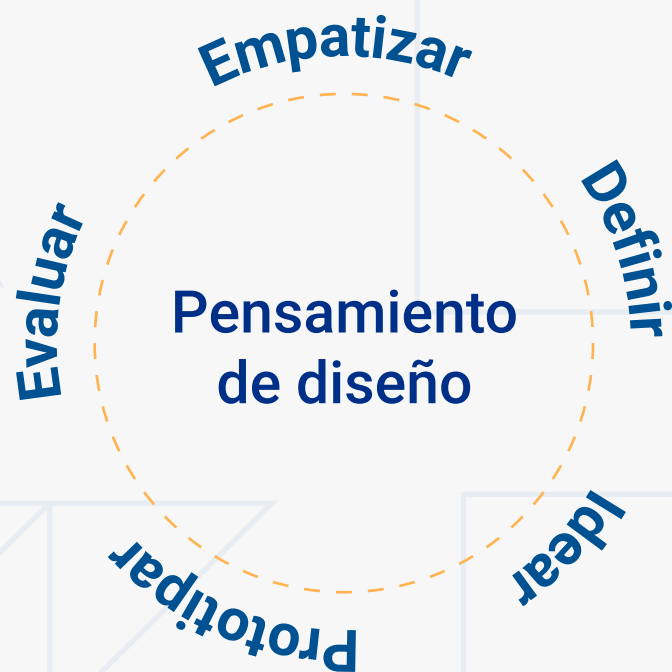 Empatizar
Definir
Idear
Prototipar
Evaluar
Pensamiento
de diseño